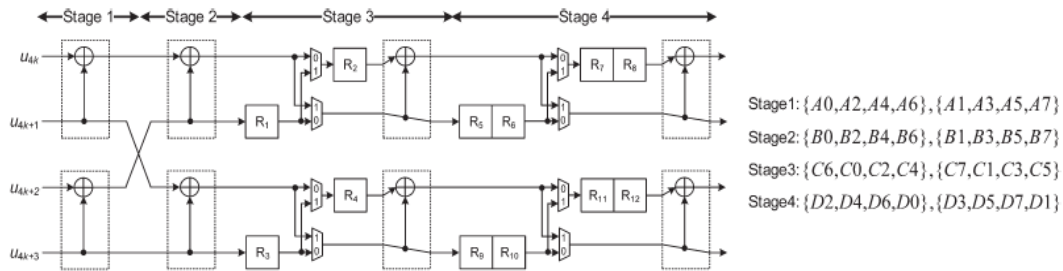 Stage 1 Stage 2 Stage 3 Stage 4
u4k
0
1
R2
0
1
R7 R8
u4k+1
R1
1
0
R5 R6
1
0
u4k+2
0
1
R4
0
1
R11 R12
u4k+3
R3
1
0
R9 R10
1
0
Stage1: {A0,A2,A4,A6},{A1,A3,A5,A7}
Stage2: {B0,B2,B4,B6},{B1,B3,B5,B7}
Stage3: {C6,C0,C2,C4},{C7,C1,C3,C5}
Stage4: {D2,D4,D6,D0},{D3,D5,D7,D1}